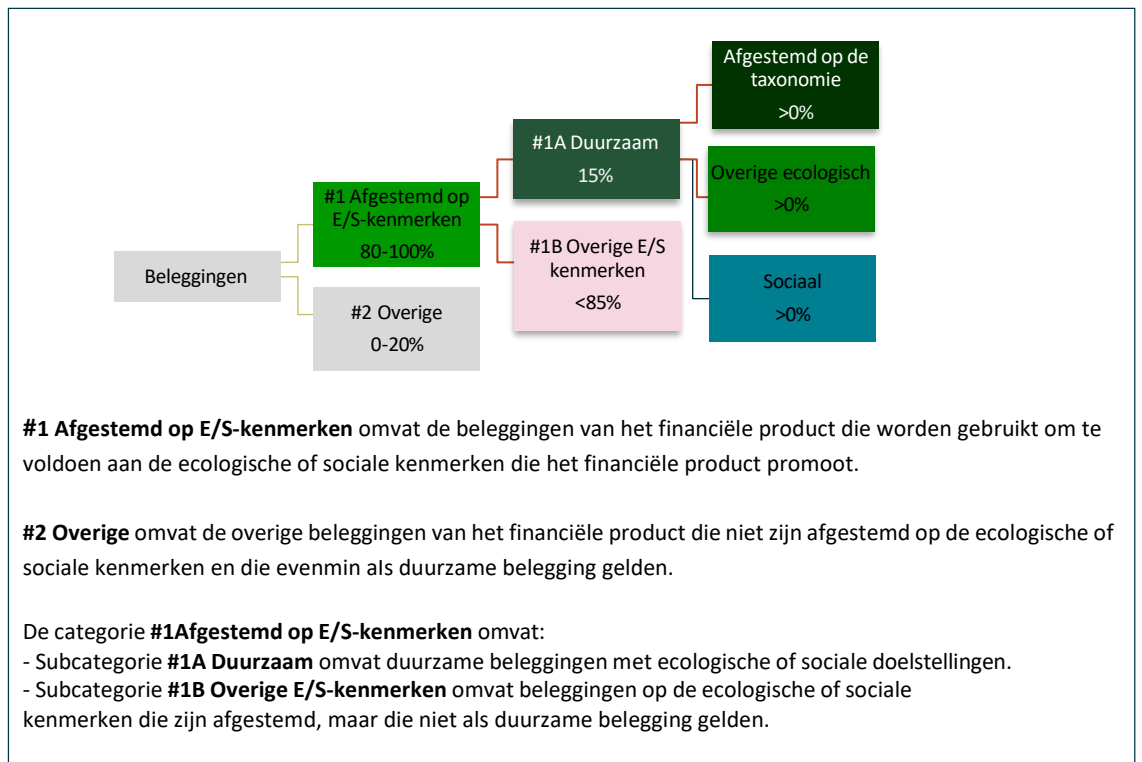 Afgestemd op de
taxonomie
>0%
#1A Duurzaam
15%
Overige ecologisch
>0%
#1 Afgestemd op
E/S-kenmerken
80-100%
#1B Overige E/S
kenmerken
<85%
Beleggingen
Sociaal
>0%
#2 Overige
0-20%
#1 Afgestemd op E/S-kenmerken omvat de beleggingen van het financiële product die worden gebruikt om te
voldoen aan de ecologische of sociale kenmerken die het financiële product promoot.
#2 Overige omvat de overige beleggingen van het financiële product die niet zijn afgestemd op de ecologische of
sociale kenmerken en die evenmin als duurzame belegging gelden.
De categorie #1Afgestemd op E/S-kenmerken omvat:
- Subcategorie #1A Duurzaam omvat duurzame beleggingen met ecologische of sociale doelstellingen.
- Subcategorie #1B Overige E/S-kenmerken omvat beleggingen op de ecologische of sociale
kenmerken die zijn afgestemd, maar die niet als duurzame belegging gelden.